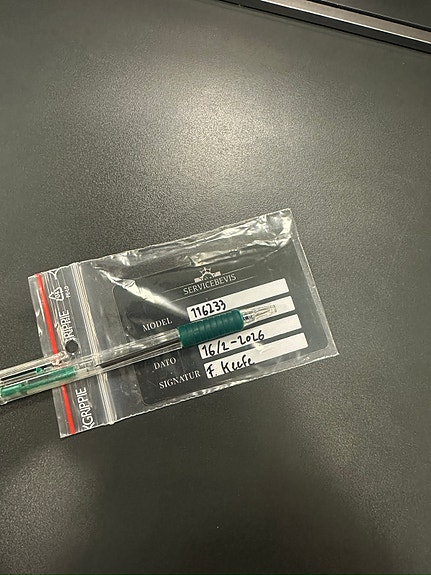 SERVICEBEVIS
MODEL 116233
DATO 16/2-2026
SIGNATUR F. Keefe
GRIPPIE
GRIPPIE